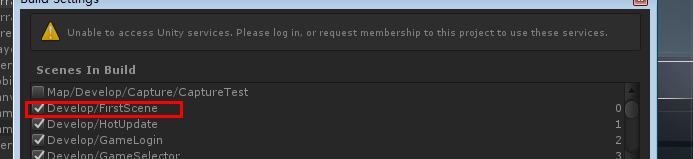 Build Settings
Unable to access Unity services. Please log in, or request membership to this project to use these services.
Scenes In Build
Map/Develop/Capture/CaptureTest
Develop/FirstScene 0
Develop/HotUpdate 1
Develop/GameLogin 2
Develop/GameSelector 3